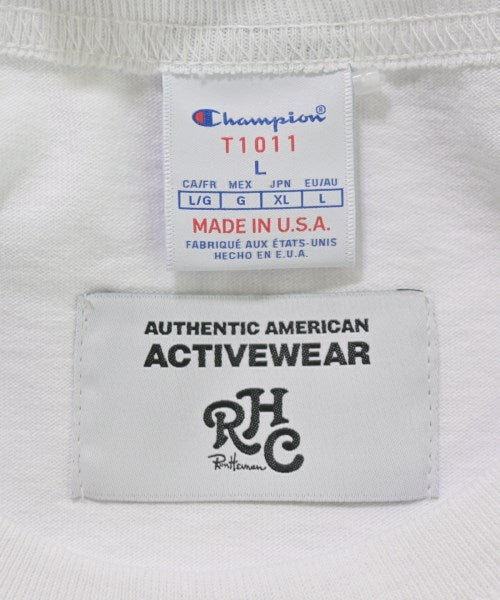 Champion®
T1011
L
CA/FR MEX JPN EU/AU
L/G G XL L
MADE IN U.S.A.
FABRIQUÉ AUX ÉTATS-UNIS
HECHO EN E.U.A.
AUTHENTIC AMERICAN
ACTIVEWEAR
RHC
Ron Herman